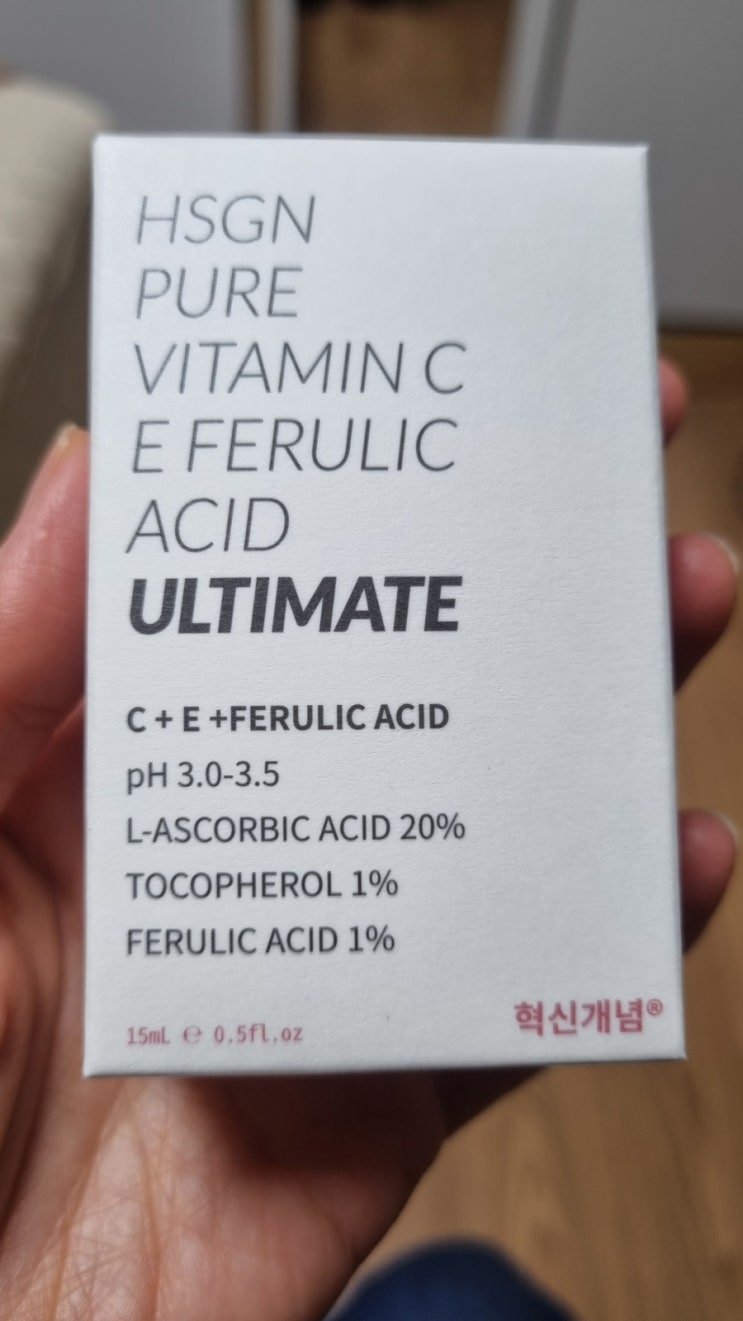 HSGN
PURE
VITAMIN C
E FERULIC
ACID
ULTIMATE
C + E +FERULIC ACID
pH 3.0-3.5
L-ASCORBIC ACID 20%
TOCOPHEROL 1%
FERULIC ACID 1%
15mL ℮ 0.5fl.oz
혁신개념®